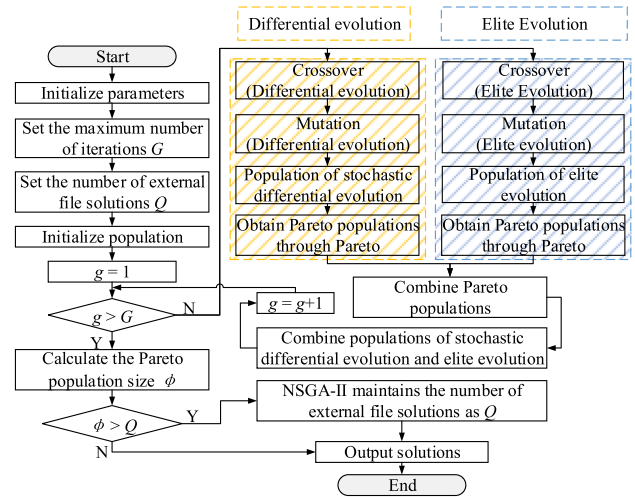 Differential evolution
Elite Evolution
Start
Initialize parameters
Set the maximum number
of iterations G
Set the number of external
file solutions Q
Initialize population
g = 1
g > G
N
Y
Calculate the Pareto
population size ϕ
ϕ > Q
Y
N
Crossover
(Differential evolution)
Mutation
(Differential evolution)
Population of stochastic
differential evolution
Obtain Pareto populations
through Pareto
Crossover
(Elite Evolution)
Mutation
(Elite evolution)
Population of elite
evolution
Obtain Pareto populations
through Pareto
Combine Pareto
populations
g = g+1
Combine populations of stochastic
differential evolution and elite evolution
NSGA-II maintains the number of
external file solutions as Q
Output solutions
End